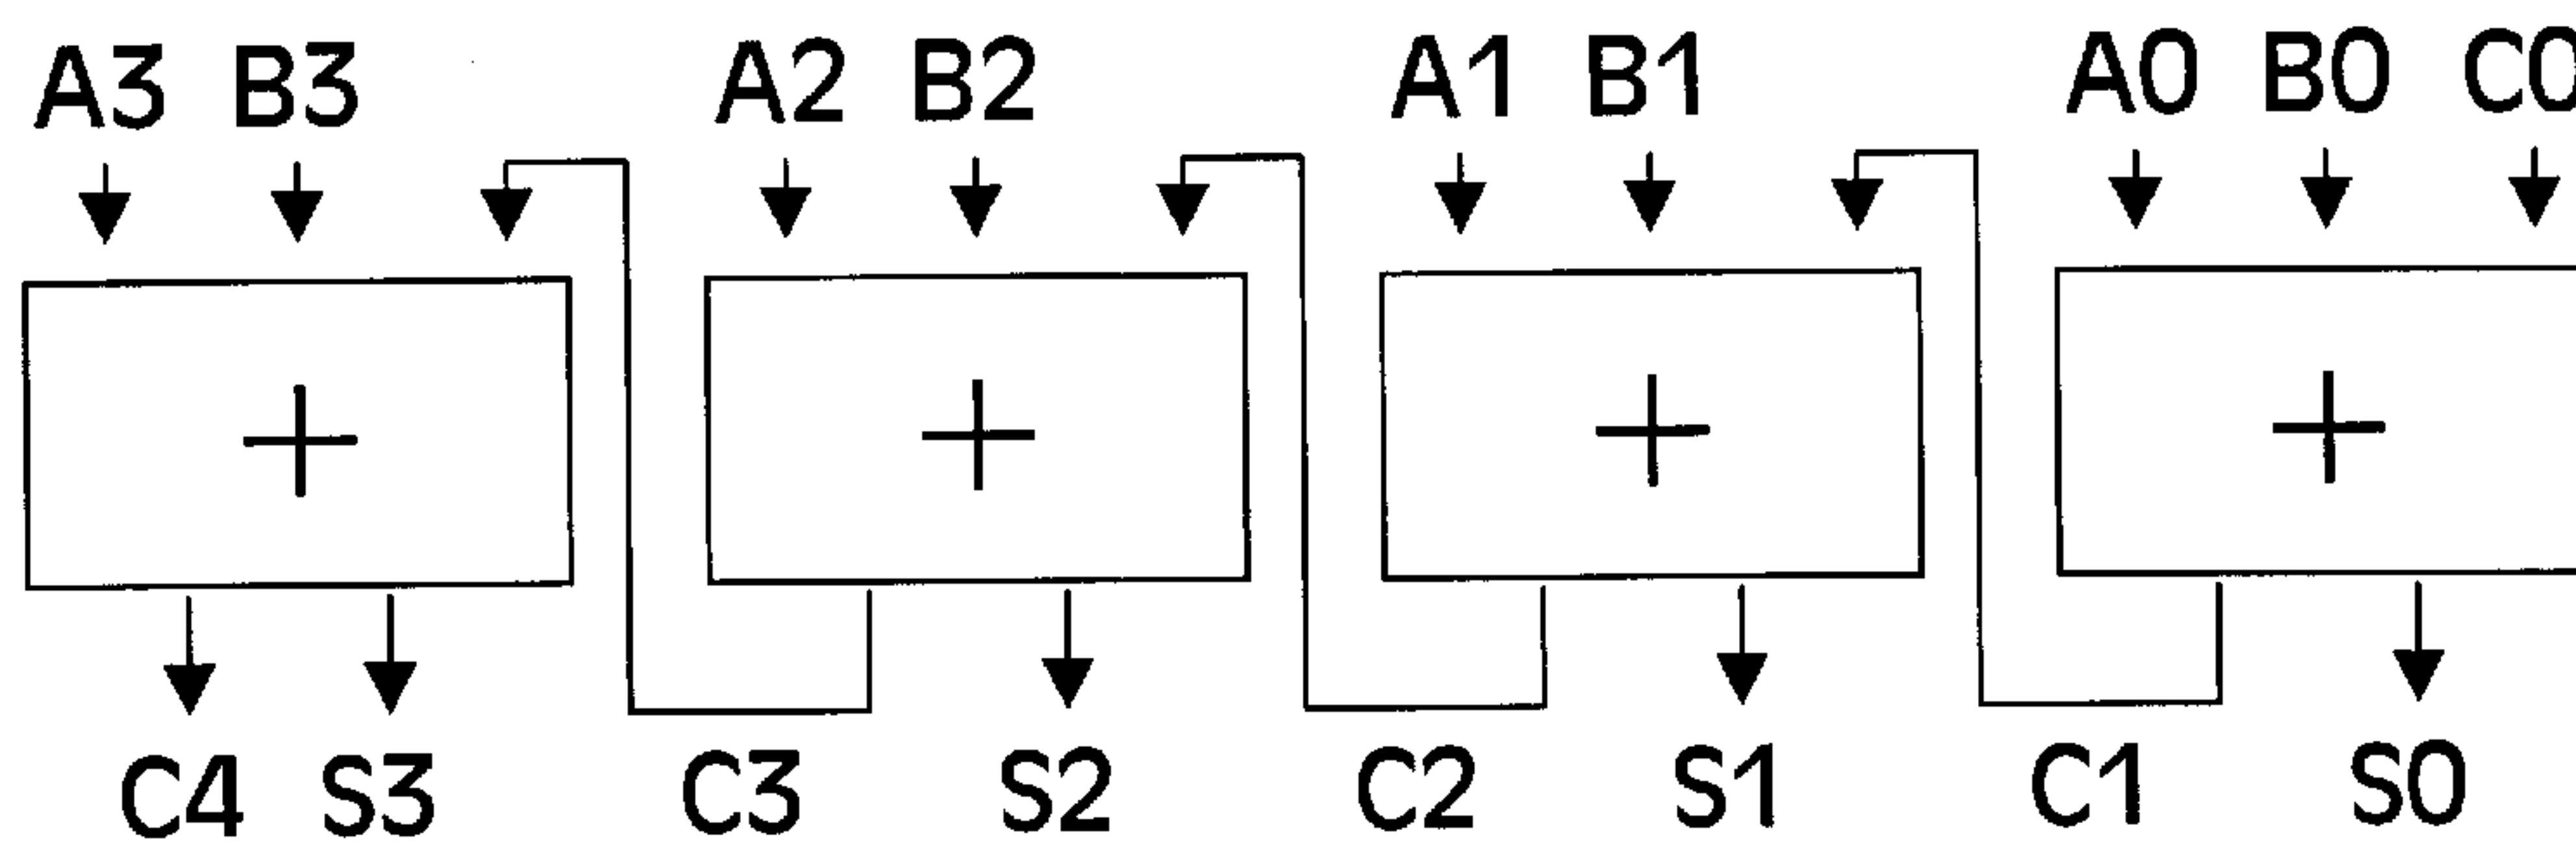 A3 B3 A2 B2 A1 B1 A0 B0 C0
+ + + +
C4 S3 C3 S2 C2 S1 C1 S0